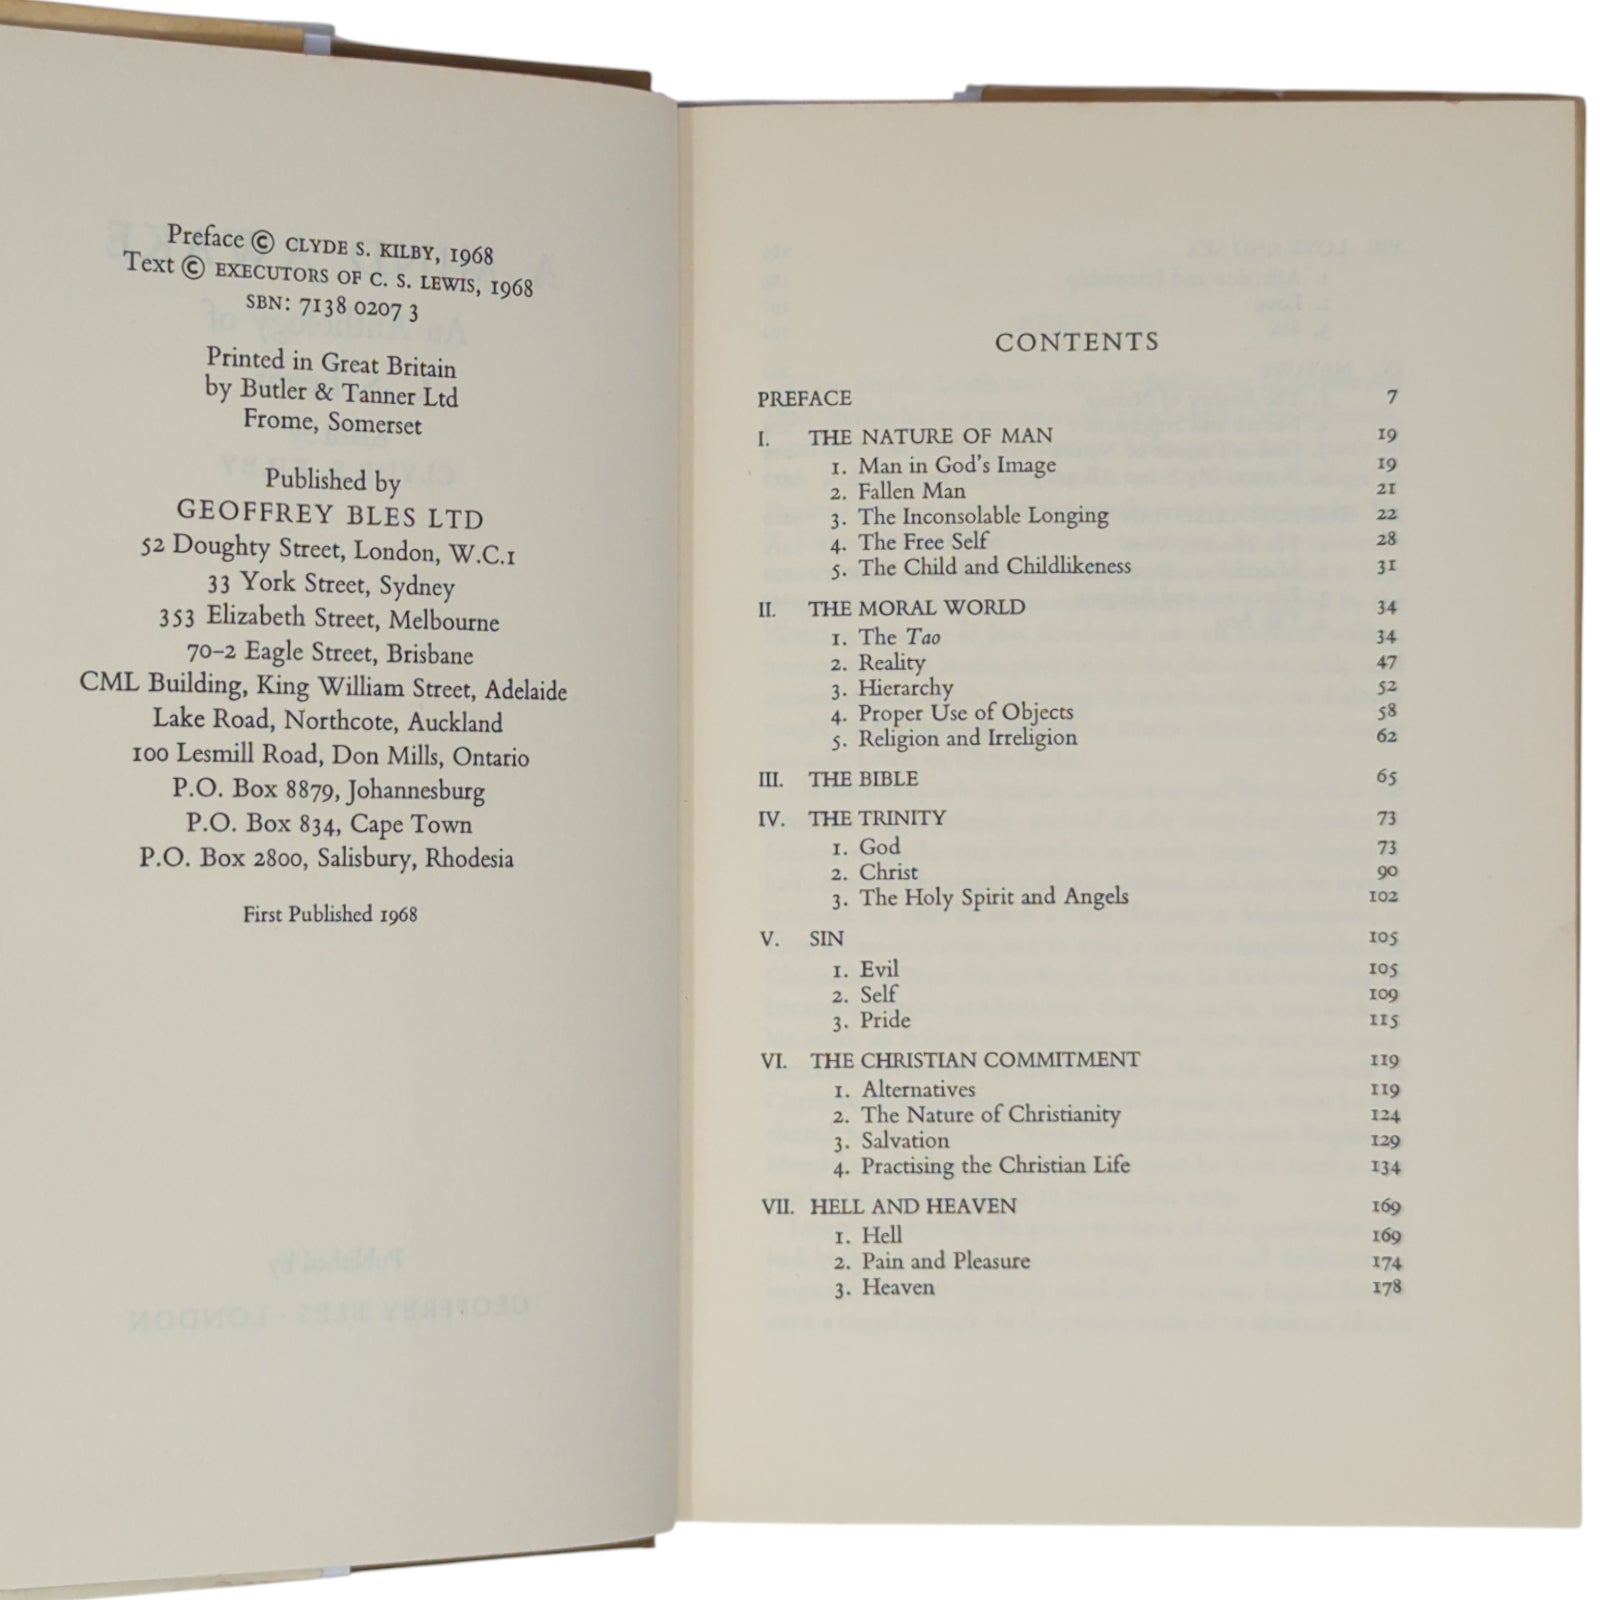 Preface © CLYDE S. KILBY, 1968
Text © EXECUTORS OF C. S. LEWIS, 1968
SBN: 7138 0207 3
Printed in Great Britain
by Butler & Tanner Ltd
Frome, Somerset
Published by
GEOFFREY BLES LTD
52 Doughty Street, London, W.C.1
33 York Street, Sydney
353 Elizabeth Street, Melbourne
70–2 Eagle Street, Brisbane
CML Building, King William Street, Adelaide
Lake Road, Northcote, Auckland
100 Lesmill Road, Don Mills, Ontario
P.O. Box 8879, Johannesburg
P.O. Box 834, Cape Town
P.O. Box 2800, Salisbury, Rhodesia
First Published 1968
CONTENTS
PREFACE 7
I. THE NATURE OF MAN 19
1. Man in God's Image 19
2. Fallen Man 21
3. The Inconsolable Longing 22
4. The Free Self 28
5. The Child and Childlikeness 31
II. THE MORAL WORLD 34
1. The Tao 34
2. Reality 47
3. Hierarchy 52
4. Proper Use of Objects 58
5. Religion and Irreligion 62
III. THE BIBLE 65
IV. THE TRINITY 73
1. God 73
2. Christ 90
3. The Holy Spirit and Angels 102
V. SIN 105
1. Evil 105
2. Self 109
3. Pride 115
VI. THE CHRISTIAN COMMITMENT 119
1. Alternatives 119
2. The Nature of Christianity 124
3. Salvation 129
4. Practising the Christian Life 134
VII. HELL AND HEAVEN 169
1. Hell 169
2. Pain and Pleasure 174
3. Heaven 178